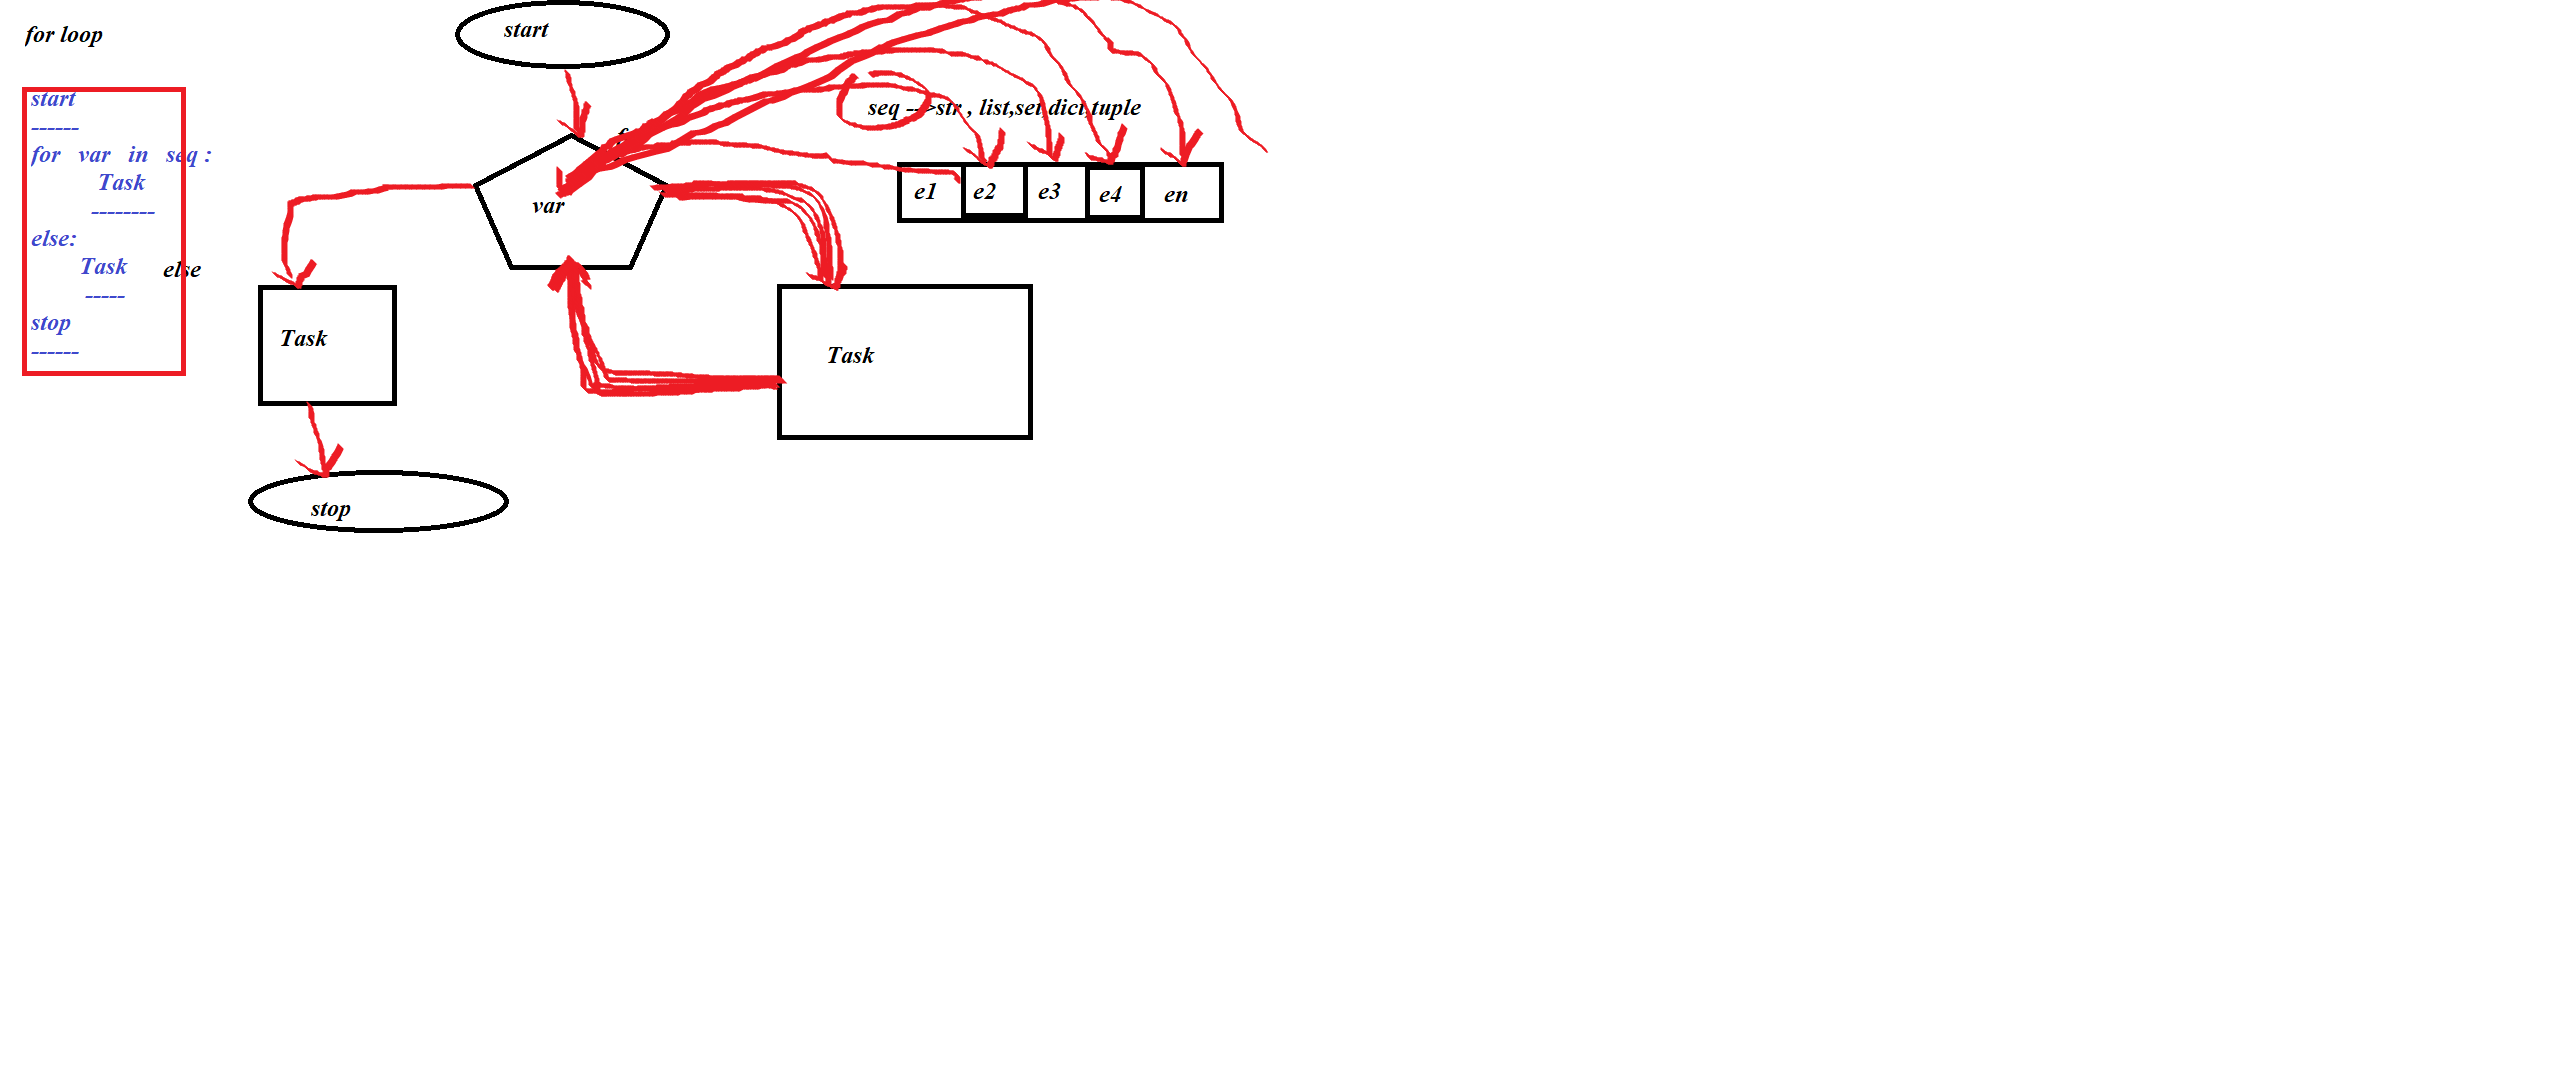 for loop
start
------
for var in seq :
Task
--------
else:
Task
-----
stop
------
else
start
var
seq -->str , list,set,dict,tuple
e1 e2 e3 e4 en
Task
Task
stop